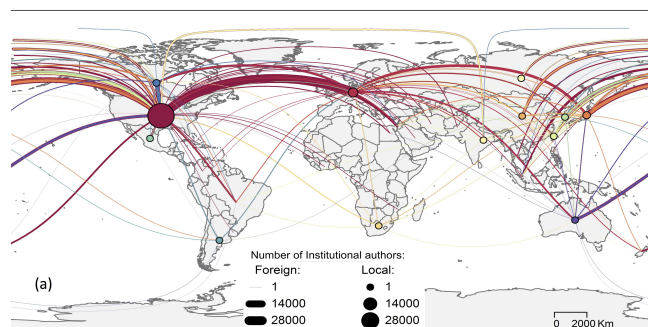 Number of Institutional authors:
Foreign: Local:
1 1
(a) 14000 14000
28000 28000 0 2000 Km